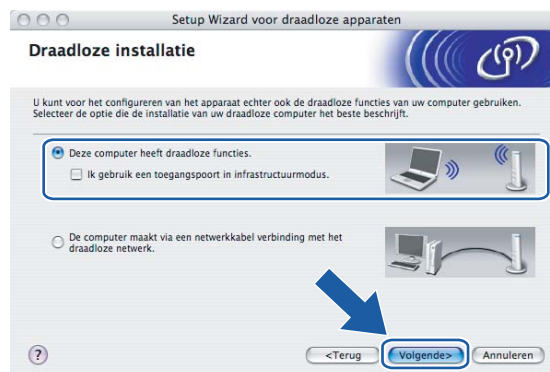 Setup Wizard voor draadloze apparaten
Draadloze installatie
U kunt voor het configureren van het apparaat echter ook de draadloze functies van uw computer gebruiken.
Selecteer de optie die de installatie van uw draadloze computer het beste beschrijft.
Deze computer heeft draadloze functies.
Ik gebruik een toegangspoort in infrastructuurmodus.
De computer maakt via een netwerkkabel verbinding met het
draadloze netwerk.
?
<Terug
Volgende>
Annuleren